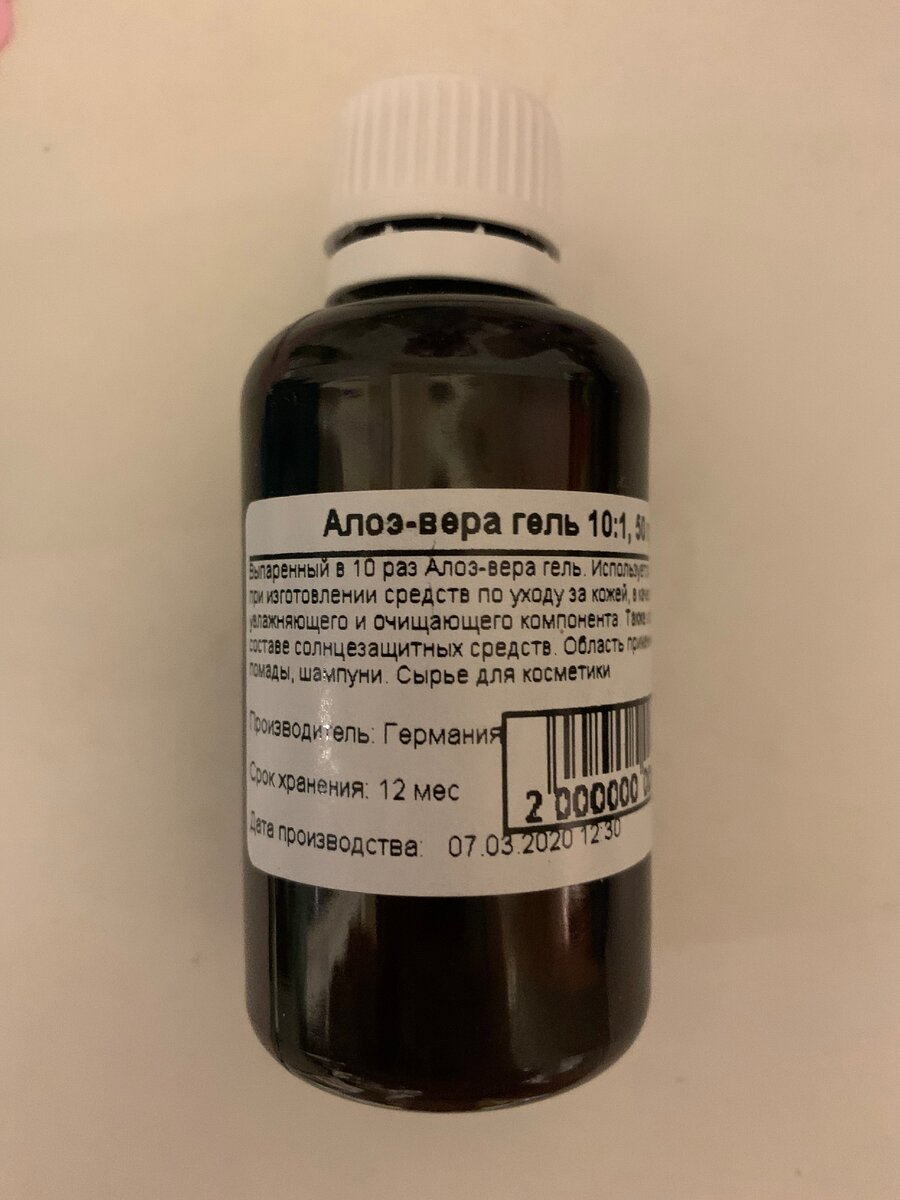 Алоэ-вера гель 10:1, 50
Выпаренный в 10 раз Алоэ-вера гель.
при изготовлении средств по уходу за кожей, в
увлажняющего и очищающего компонента. Также
составе солнцезащитных средств. Область
помады, шампуни. Сырье для косметики
Производитель: Германия
Срок хранения: 12 мес
2 000000
Дата производства: 07.03.2020 12:30